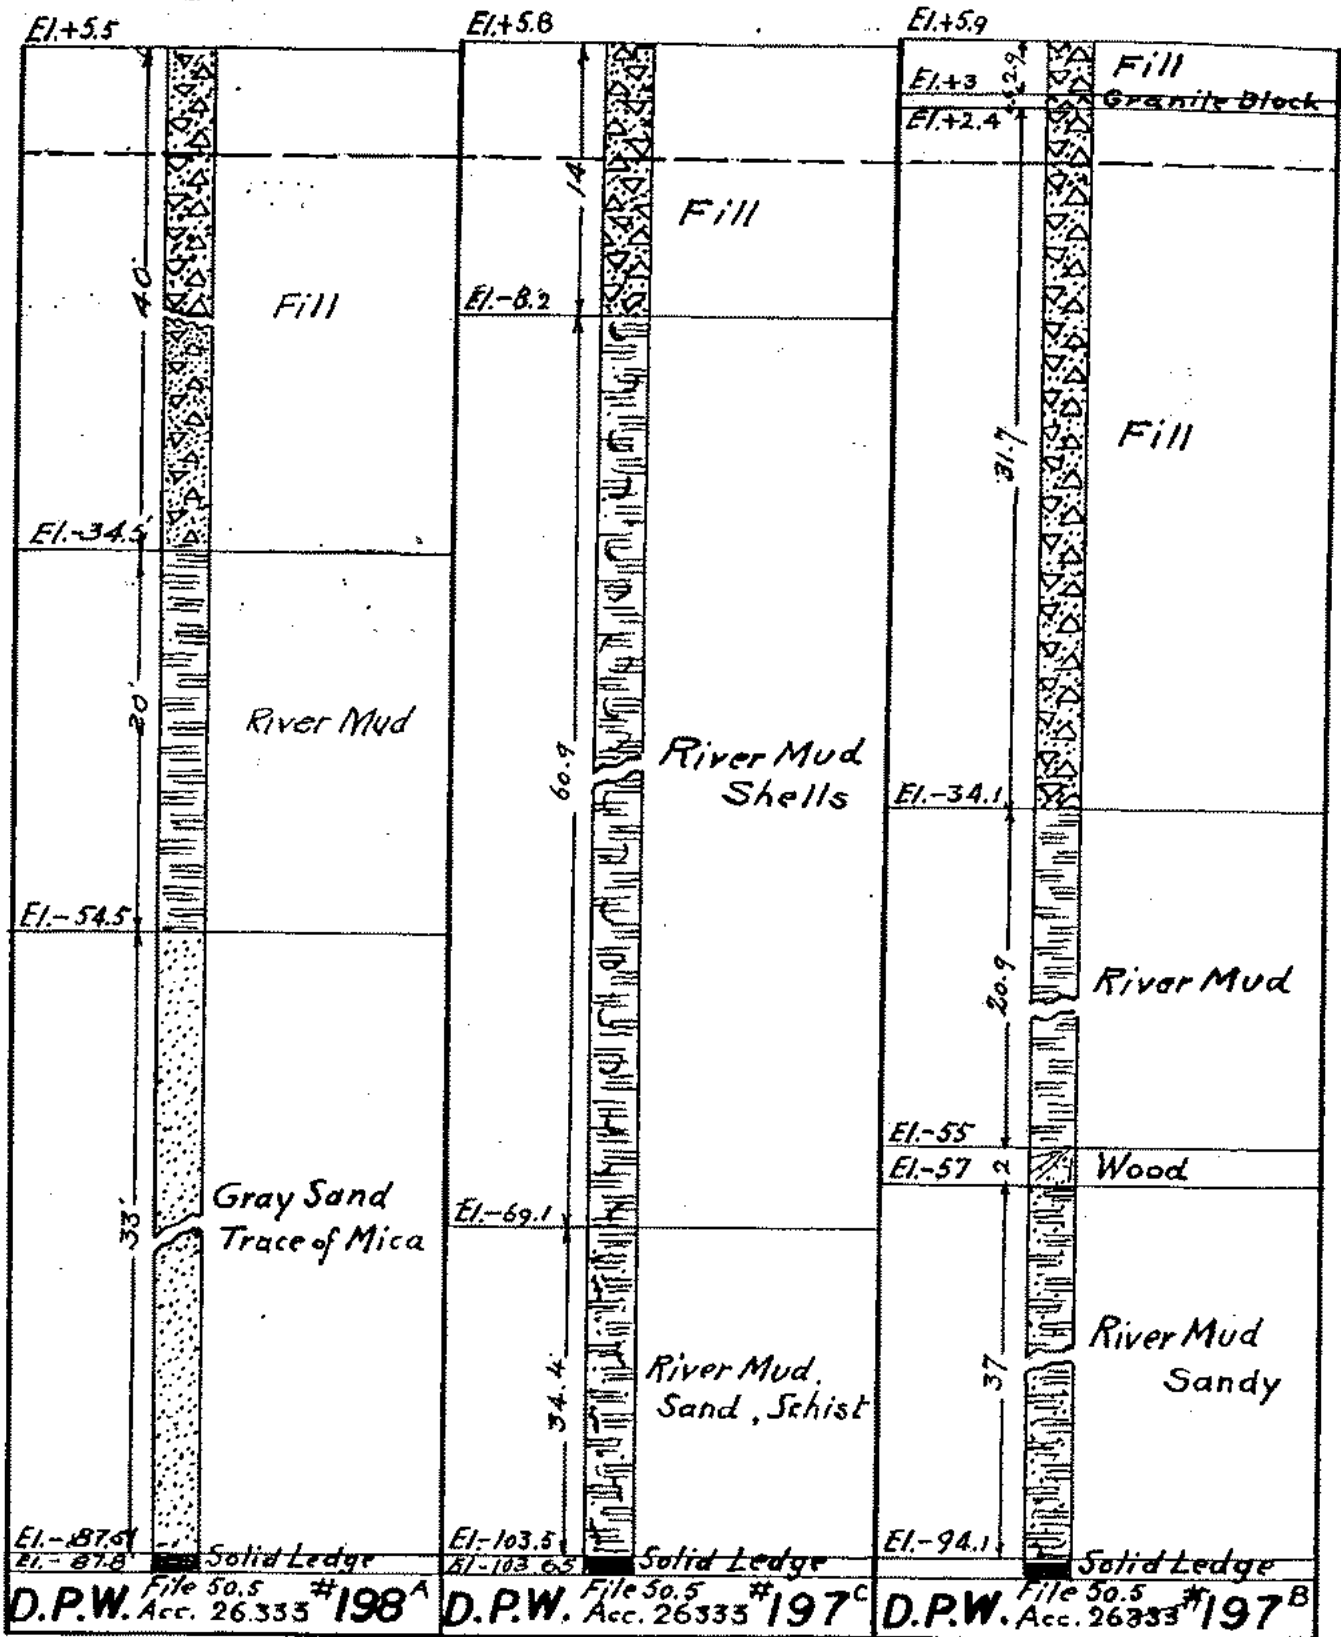 El.+5.5
40'
Fill
El.-34.5'
20'
River Mud
El.-54.5
33'
Gray Sand
Trace of Mica
El.-87.5'
El.-87.8'
Solid Ledge
D.P.W. File 50.5 Acc. 26333 #198 A
El.+5.8
14
Fill
El.-8.2
60.9
River Mud
Shells
El.-69.1
34.4
River Mud.
Sand, Schist
El-103.5
El-103.65
Solid Ledge
D.P.W. File 50.5 Acc. 26333 #197 C
El.+5.9
2.9
Fill
El.+3
.6
Granite Block
El.+2.4
31.7
Fill
El.-34.1
20.9
River Mud
El.-55
2
Wood
El.-57
37
River Mud
Sandy
El.-94.1
Solid Ledge
D.P.W. File 50.5 Acc. 26333 #197 B